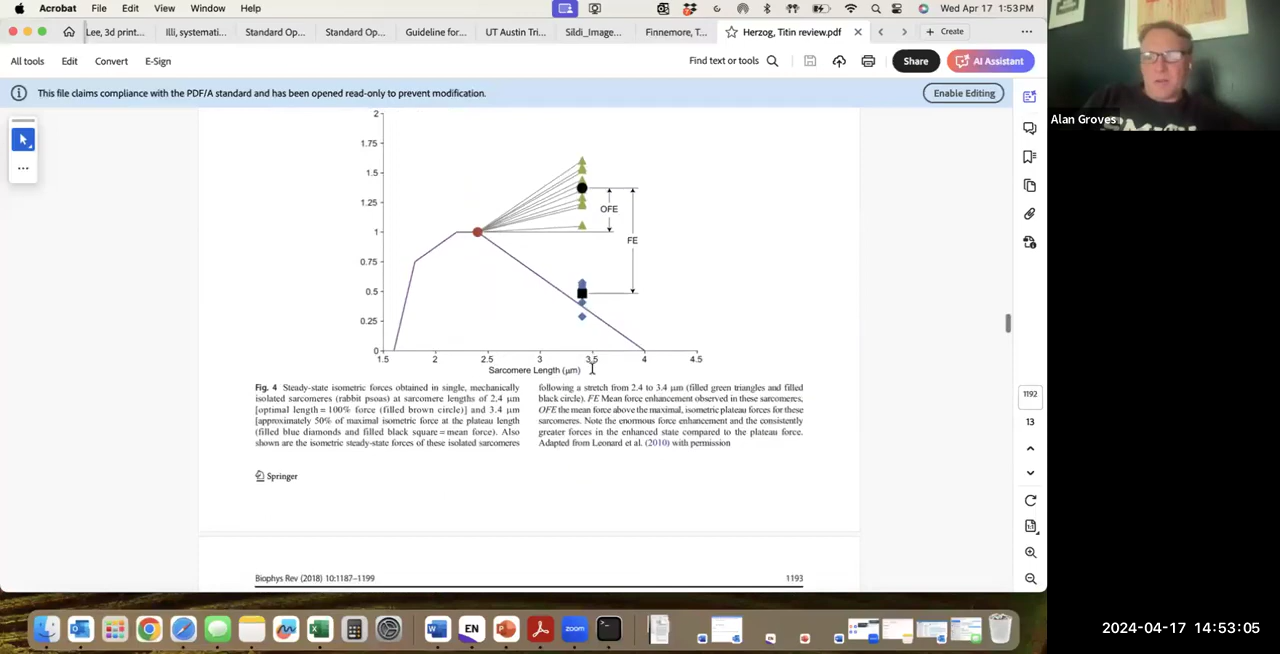 Acrobat File Edit View Window Help Wed Apr 17 1:53 PM
Lee, 3d print... Illi, systemati... Standard Op... Standard Op... Guideline for... UT Austin Tri... Sildi_Image... Finnemore, T... Herzog, Titin review.pdf Create
All tools Edit Convert E-Sign Find text or tools Share AI Assistant
This file claims compliance with the PDF/A standard and has been opened read-only to prevent modification. Enable Editing
Alan Groves
2
1.75
1.5
1.25
OFE
1
FE
0.75
0.5
0.25
0
1.5 2 2.5 3 3.5 4 4.5
Sarcomere Length (μm)
Fig. 4 Steady-state isometric forces obtained in single, mechanically
isolated sarcomeres (rabbit psoas) at sarcomere lengths of 2.4 μm
[optimal length = 100% force (filled brown circle)] and 3.4 μm
[approximately 50% of maximal isometric force at the plateau length
(filled blue diamonds and filled black square = mean force). Also
shown are the isometric steady-state forces of these isolated sarcomeres
following a stretch from 2.4 to 3.4 μm (filled green triangles and filled
black circle). FE Mean force enhancement observed in these sarcomeres,
OFE the mean force above the maximal, isometric plateau forces for these
sarcomeres. Note the enormous force enhancement and the consistently
greater forces in the enhanced state compared to the plateau force.
Adapted from Leonard et al. (2010) with permission
1192
13
Springer
Biophys Rev (2018) 10:1187–1199 1193
W EN P zoom
2024-04-17 14:53:05